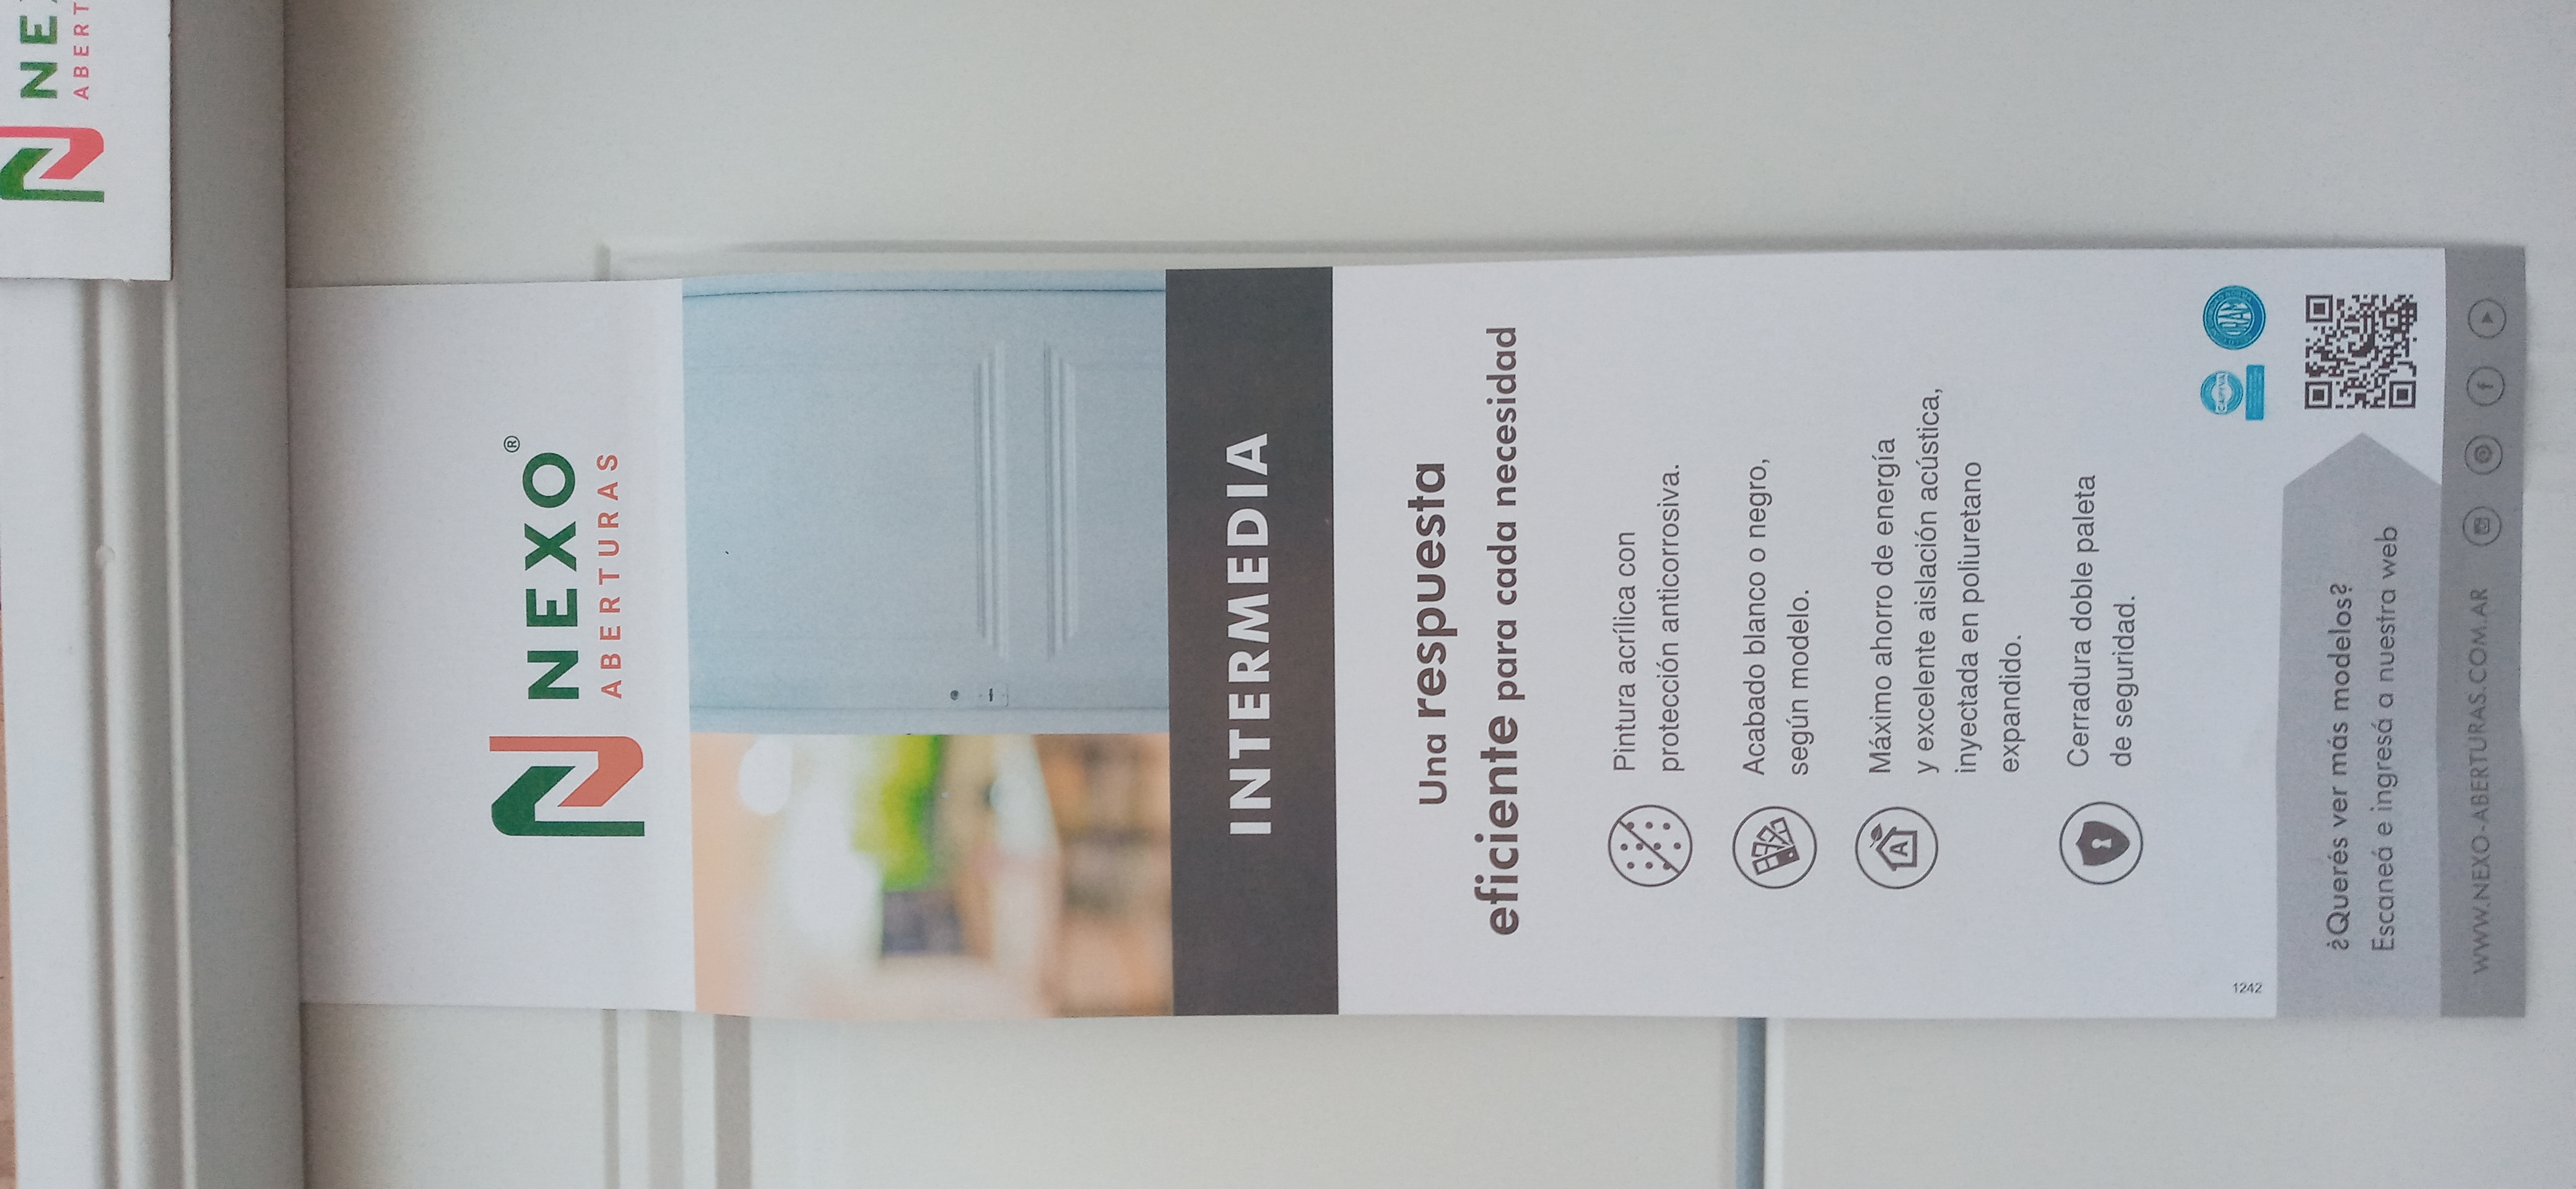 NEXO
ABERT
NEXO®
ABERTURAS
INTERMEDIA
Una respuesta
eficiente para cada necesidad
Pintura acrílica con
protección anticorrosiva.
Acabado blanco o negro,
según modelo.
A
Máximo ahorro de energía
y excelente aislación acústica,
inyectada en poliuretano
expandido.
Cerradura doble paleta
de seguridad.
1242
IRAM
¿Querés ver más modelos?
Escaneá e ingresá a nuestra web
WWW.NEXO-ABERTURAS.COM.AR